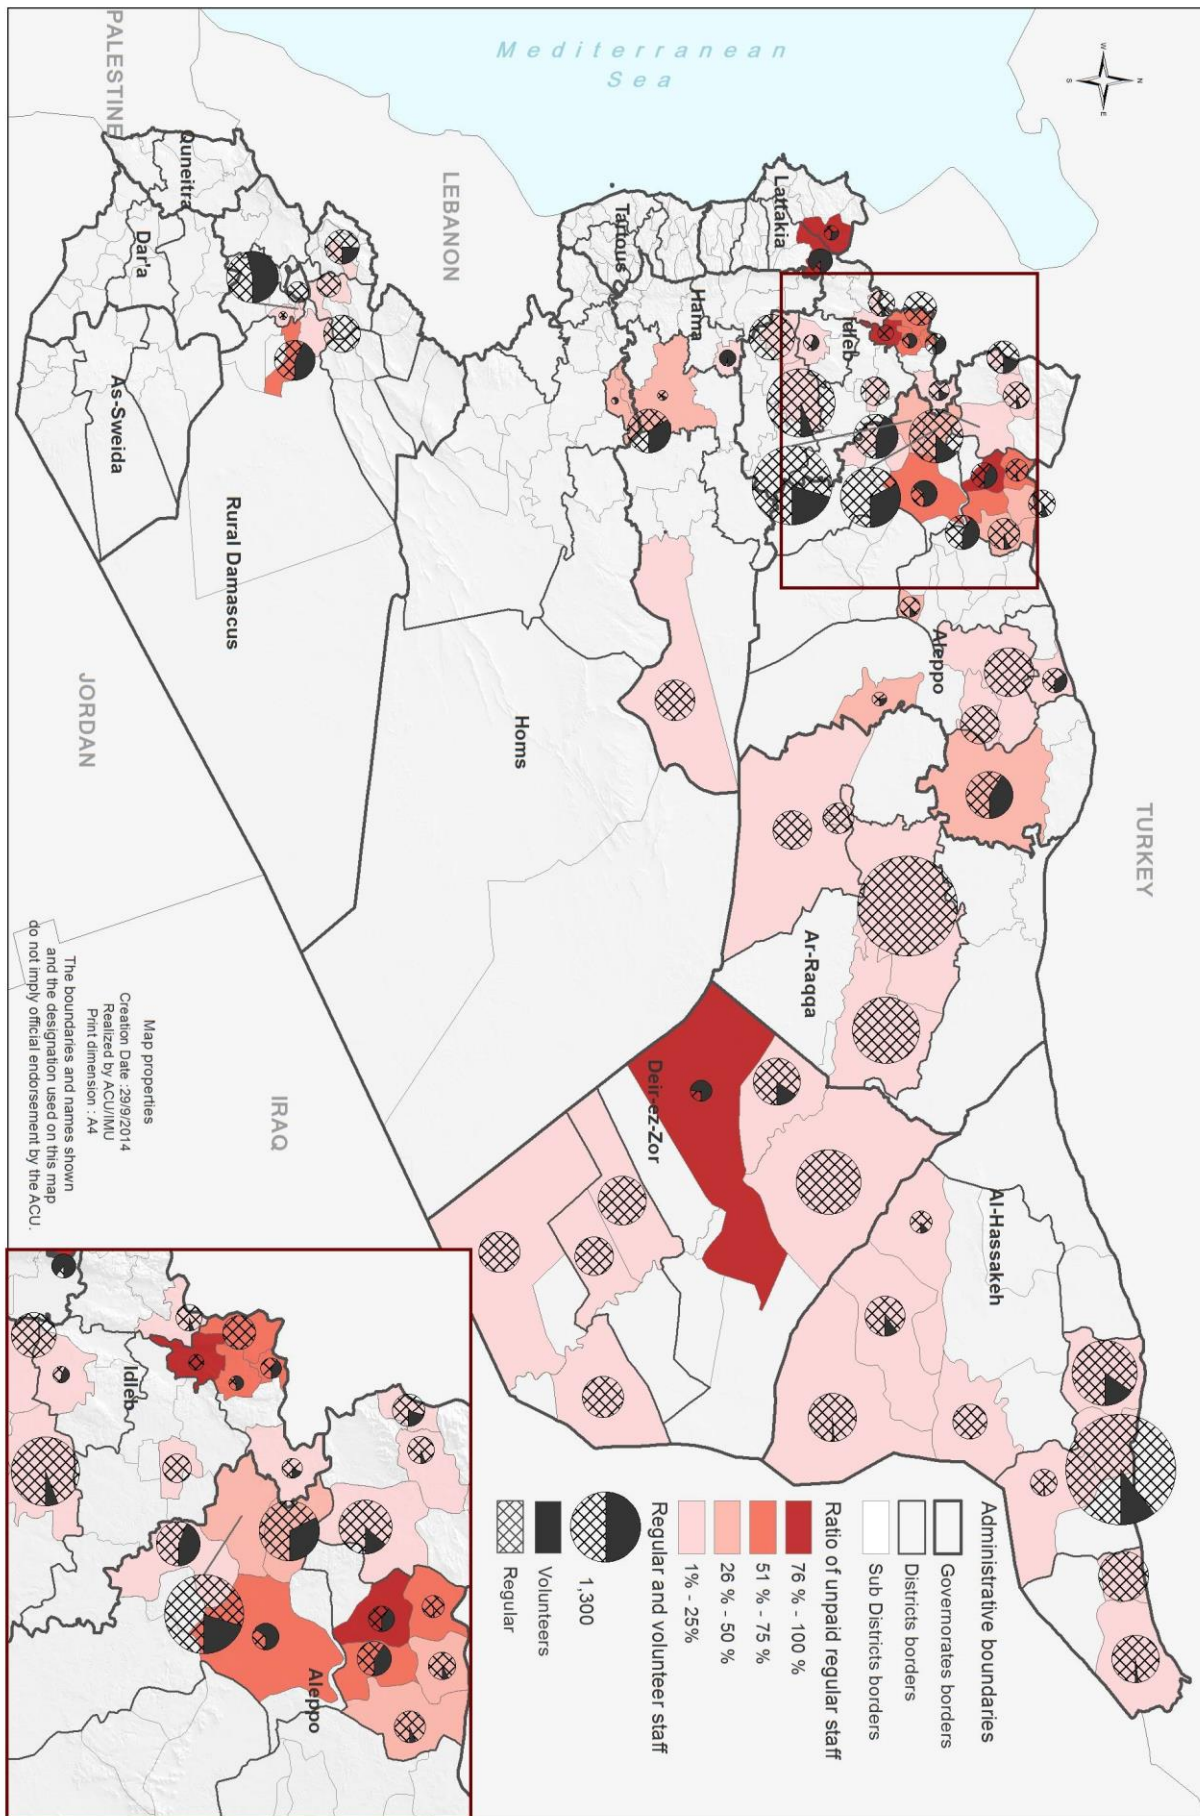 Mediterranean
Sea
N
W
E
S
PALESTINE
LEBANON
JORDAN
IRAQ
TURKEY
Quneitra
Dar'a
As-Sweida
Rural Damascus
Tartous
Lattakia
Hama
Homs
Idleb
Aleppo
Ar-Raqqa
Deir-ez-Zor
Al-Hassakeh
Administrative boundaries
Governorates borders
Districts borders
Sub Districts borders
Ratio of unpaid regular staff
76 % - 100 %
51 % - 75 %
26 % - 50 %
1% - 25%
Regular and volunteer staff
1,300
Volunteers
Regular
Map properties
Creation Date :29/9/2014
Realized by ACU/IMU
Print dimension : A4
The boundaries and names shown
and the designation used on this map
do not imply official endorsement by the ACU.
Idleb
Aleppo